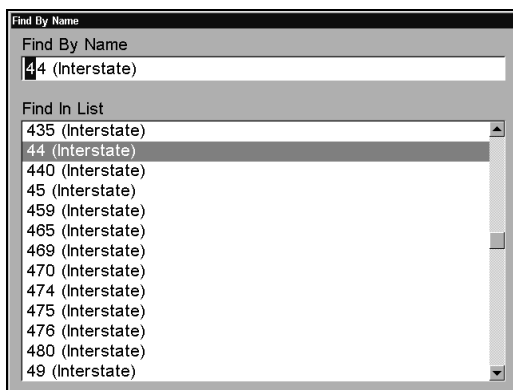 Find By Name
Find By Name
44 (Interstate)
Find In List
435 (Interstate)
44 (Interstate)
440 (Interstate)
45 (Interstate)
459 (Interstate)
465 (Interstate)
469 (Interstate)
470 (Interstate)
474 (Interstate)
475 (Interstate)
476 (Interstate)
480 (Interstate)
49 (Interstate)